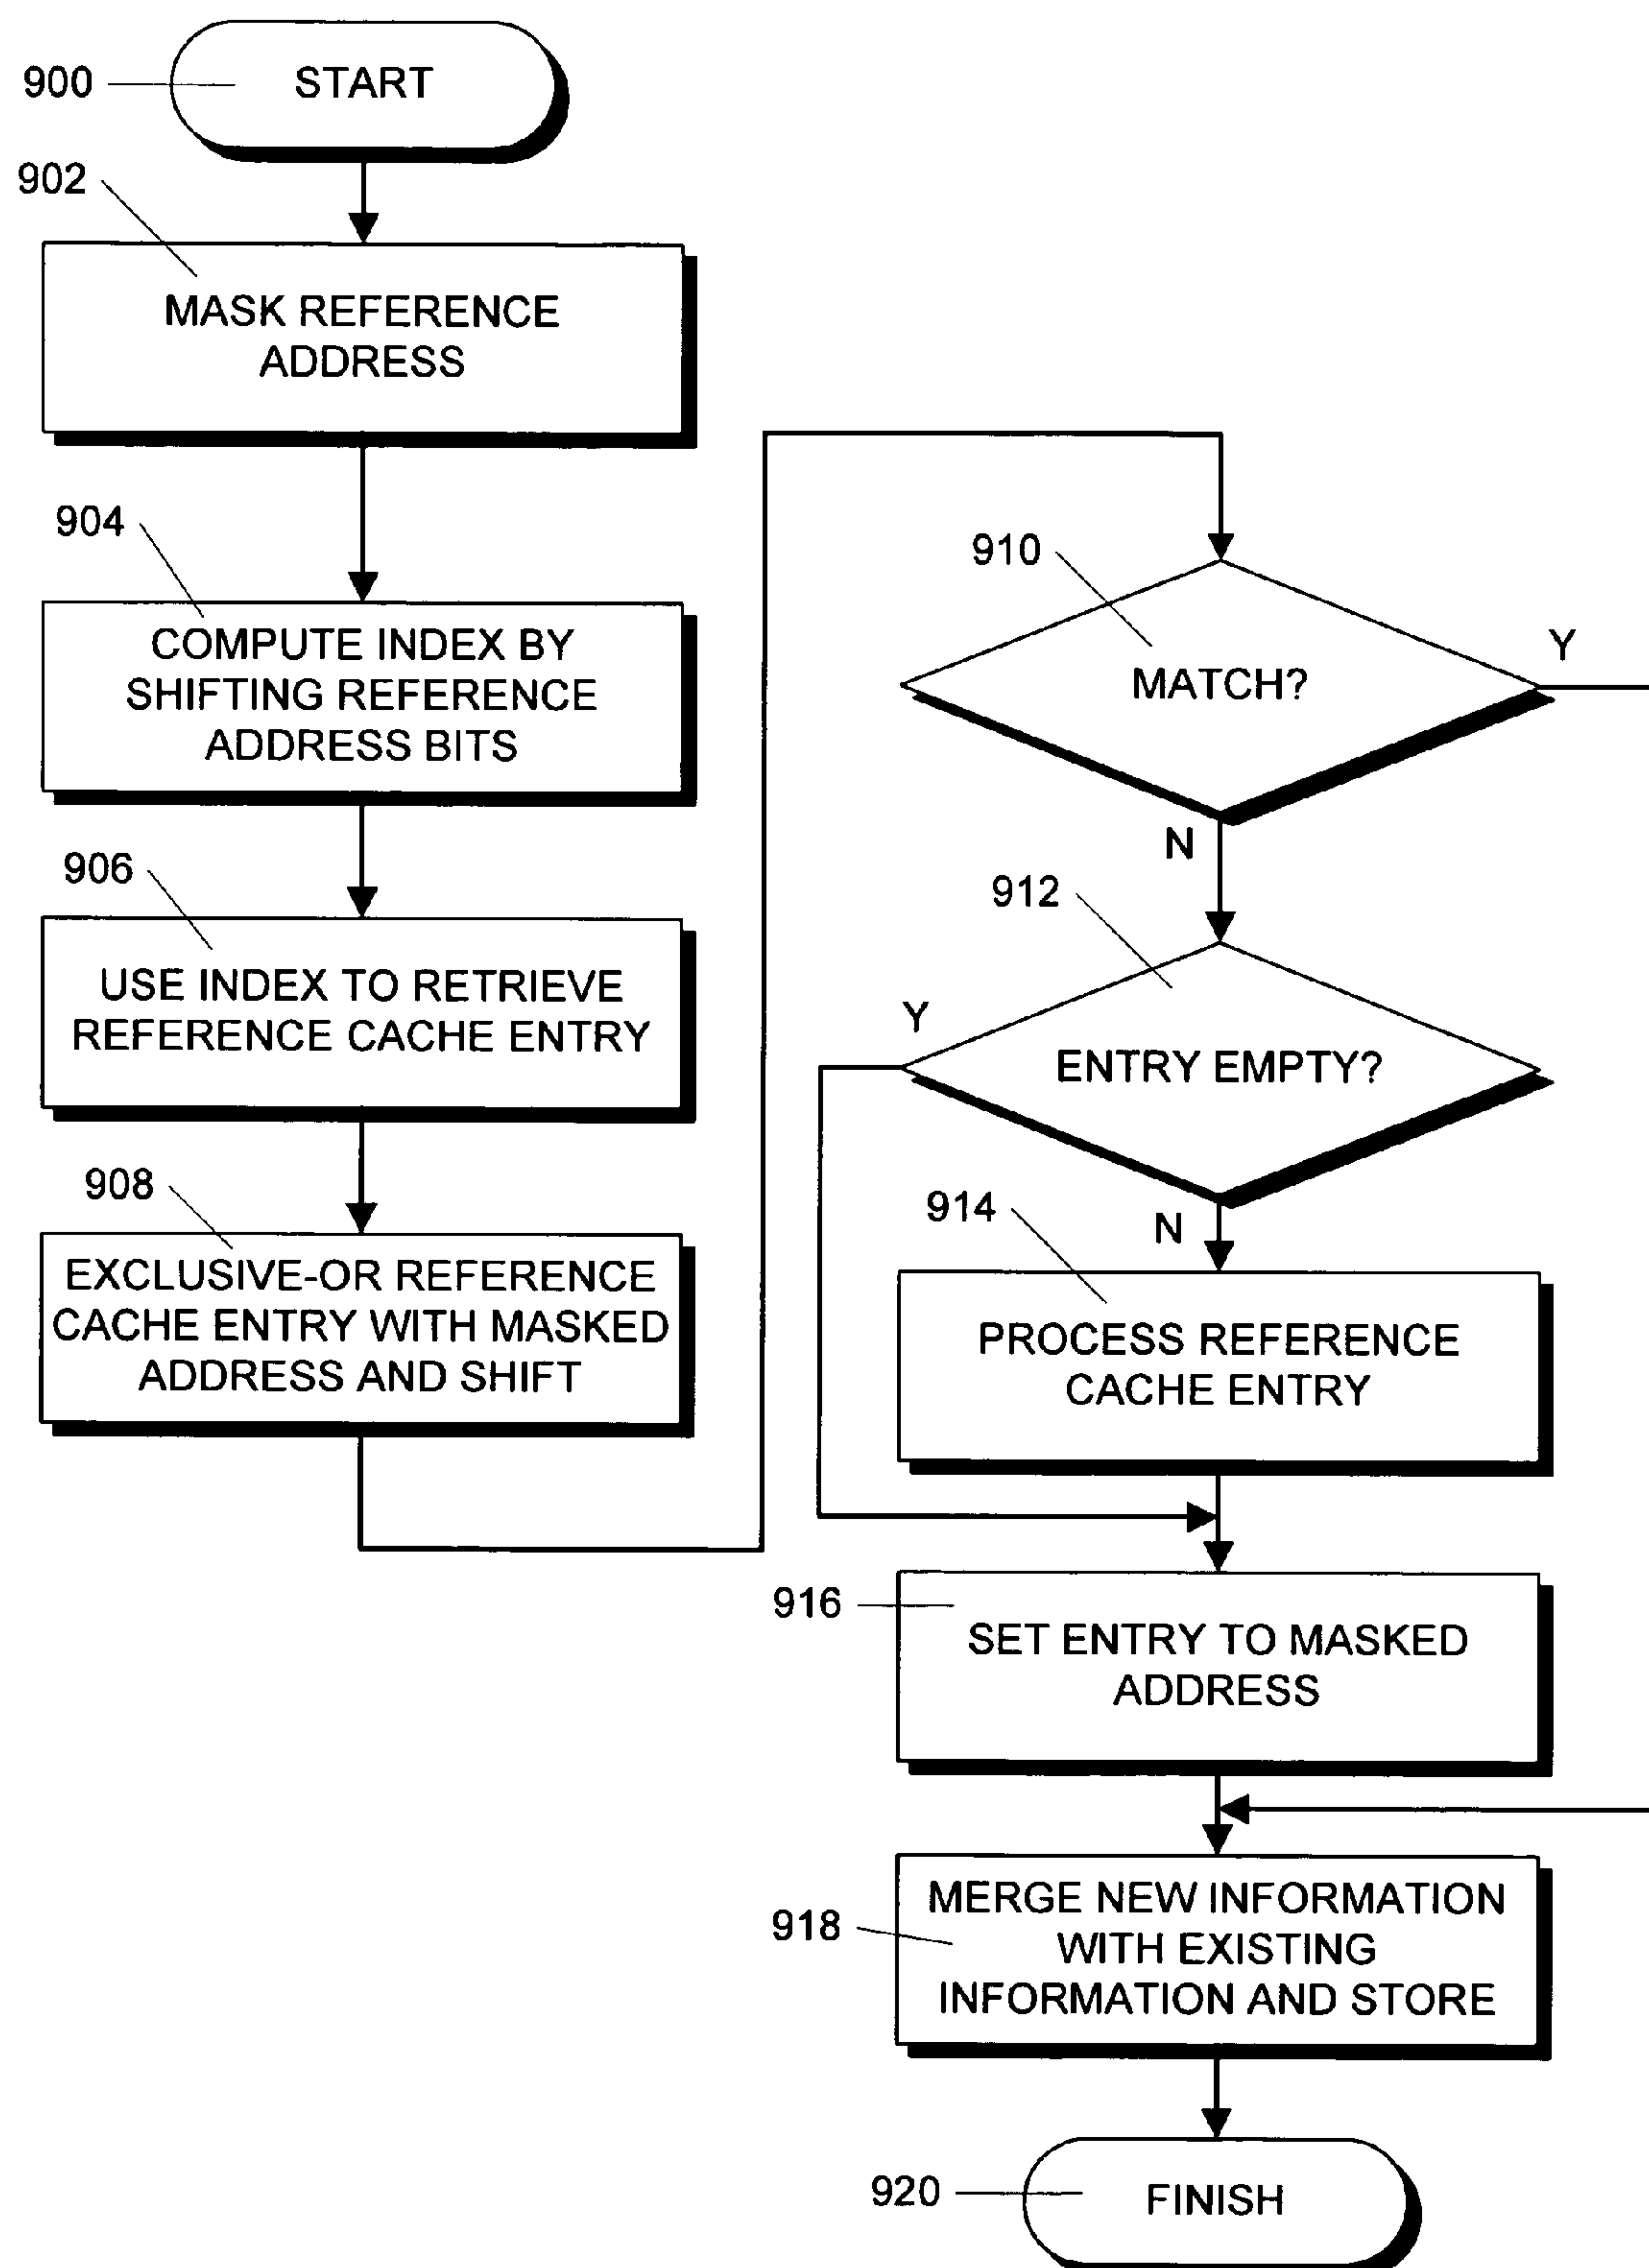 900
START
902
MASK REFERENCE
ADDRESS
904
COMPUTE INDEX BY
SHIFTING REFERENCE
ADDRESS BITS
906
USE INDEX TO RETRIEVE
REFERENCE CACHE ENTRY
908
EXCLUSIVE-OR REFERENCE
CACHE ENTRY WITH MASKED
ADDRESS AND SHIFT
910
MATCH?
Y
N
912
ENTRY EMPTY?
Y
N
914
PROCESS REFERENCE
CACHE ENTRY
916
SET ENTRY TO MASKED
ADDRESS
918
MERGE NEW INFORMATION
WITH EXISTING
INFORMATION AND STORE
920
FINISH